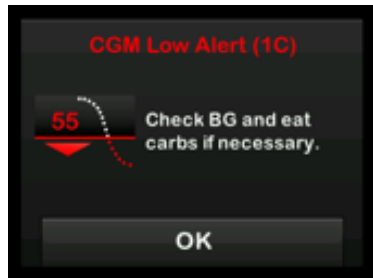 CGM Low Alert (1C)
55
Check BG and eat
carbs if necessary.
OK